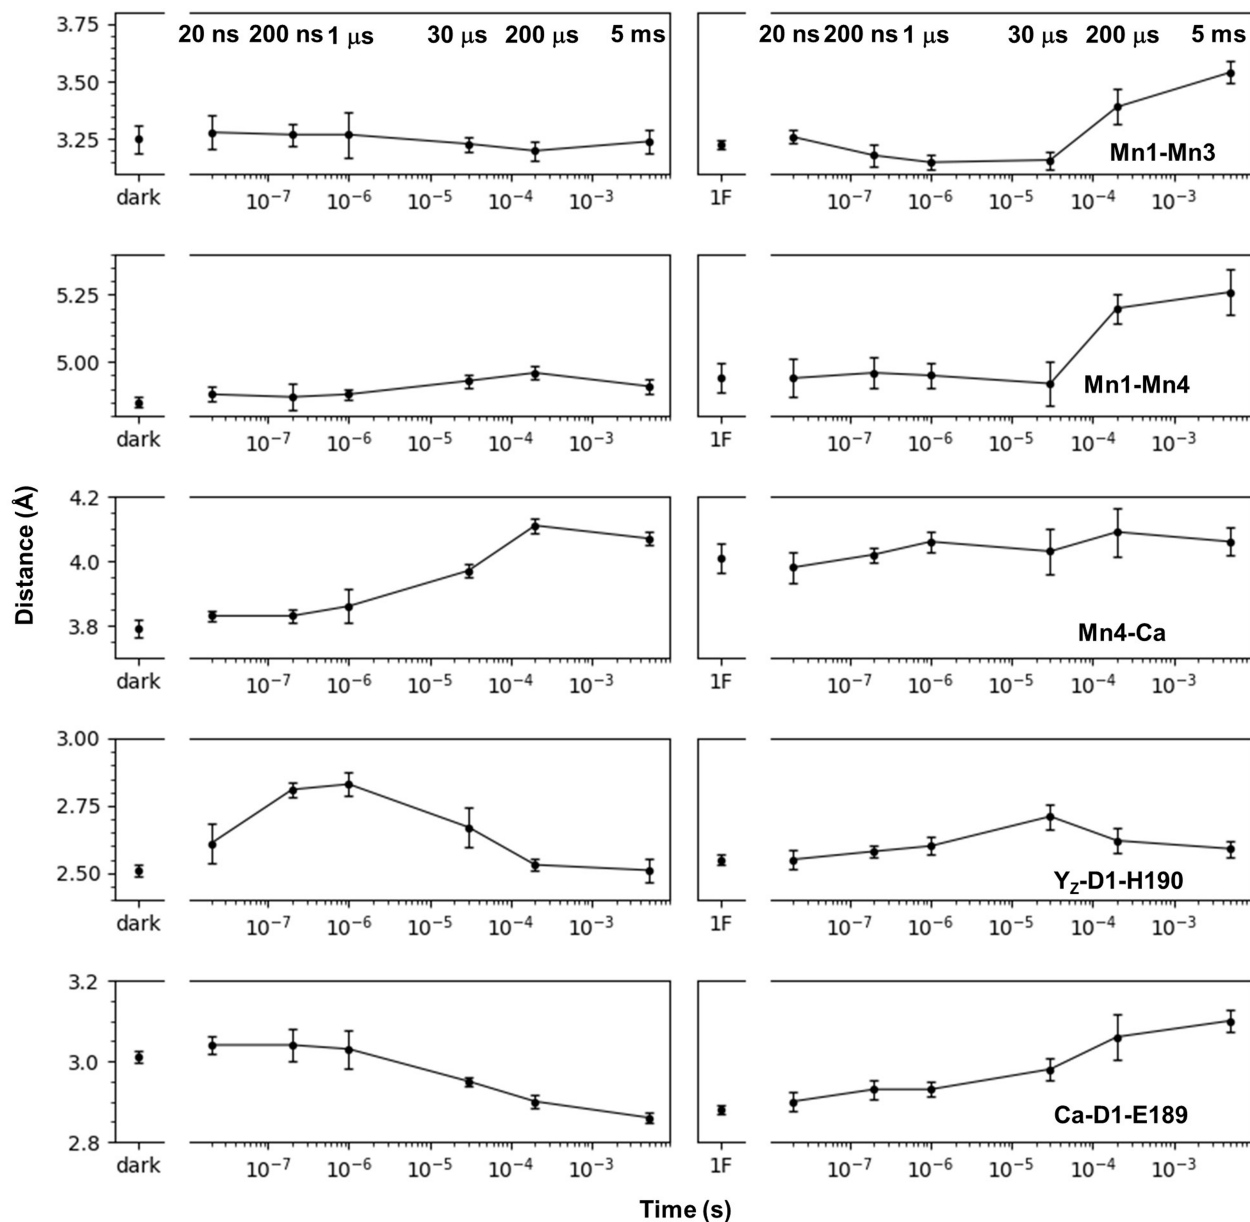 3.75
3.50
3.25
20 ns 200 ns 1 μs 30 μs 200 μs 5 ms
20 ns 200 ns 1 μs 30 μs 200 μs 5 ms
Mn1-Mn3
dark 10⁻⁷ 10⁻⁶ 10⁻⁵ 10⁻⁴ 10⁻³
1F 10⁻⁷ 10⁻⁶ 10⁻⁵ 10⁻⁴ 10⁻³
5.25
5.00
Mn1-Mn4
dark 10⁻⁷ 10⁻⁶ 10⁻⁵ 10⁻⁴ 10⁻³
1F 10⁻⁷ 10⁻⁶ 10⁻⁵ 10⁻⁴ 10⁻³
Distance (Å)
4.2
4.0
3.8
Mn4-Ca
dark 10⁻⁷ 10⁻⁶ 10⁻⁵ 10⁻⁴ 10⁻³
1F 10⁻⁷ 10⁻⁶ 10⁻⁵ 10⁻⁴ 10⁻³
3.00
2.75
2.50
Y_Z-D1-H190
dark 10⁻⁷ 10⁻⁶ 10⁻⁵ 10⁻⁴ 10⁻³
1F 10⁻⁷ 10⁻⁶ 10⁻⁵ 10⁻⁴ 10⁻³
3.2
3.0
2.8
Ca-D1-E189
dark 10⁻⁷ 10⁻⁶ 10⁻⁵ 10⁻⁴ 10⁻³
1F 10⁻⁷ 10⁻⁶ 10⁻⁵ 10⁻⁴ 10⁻³
Time (s)